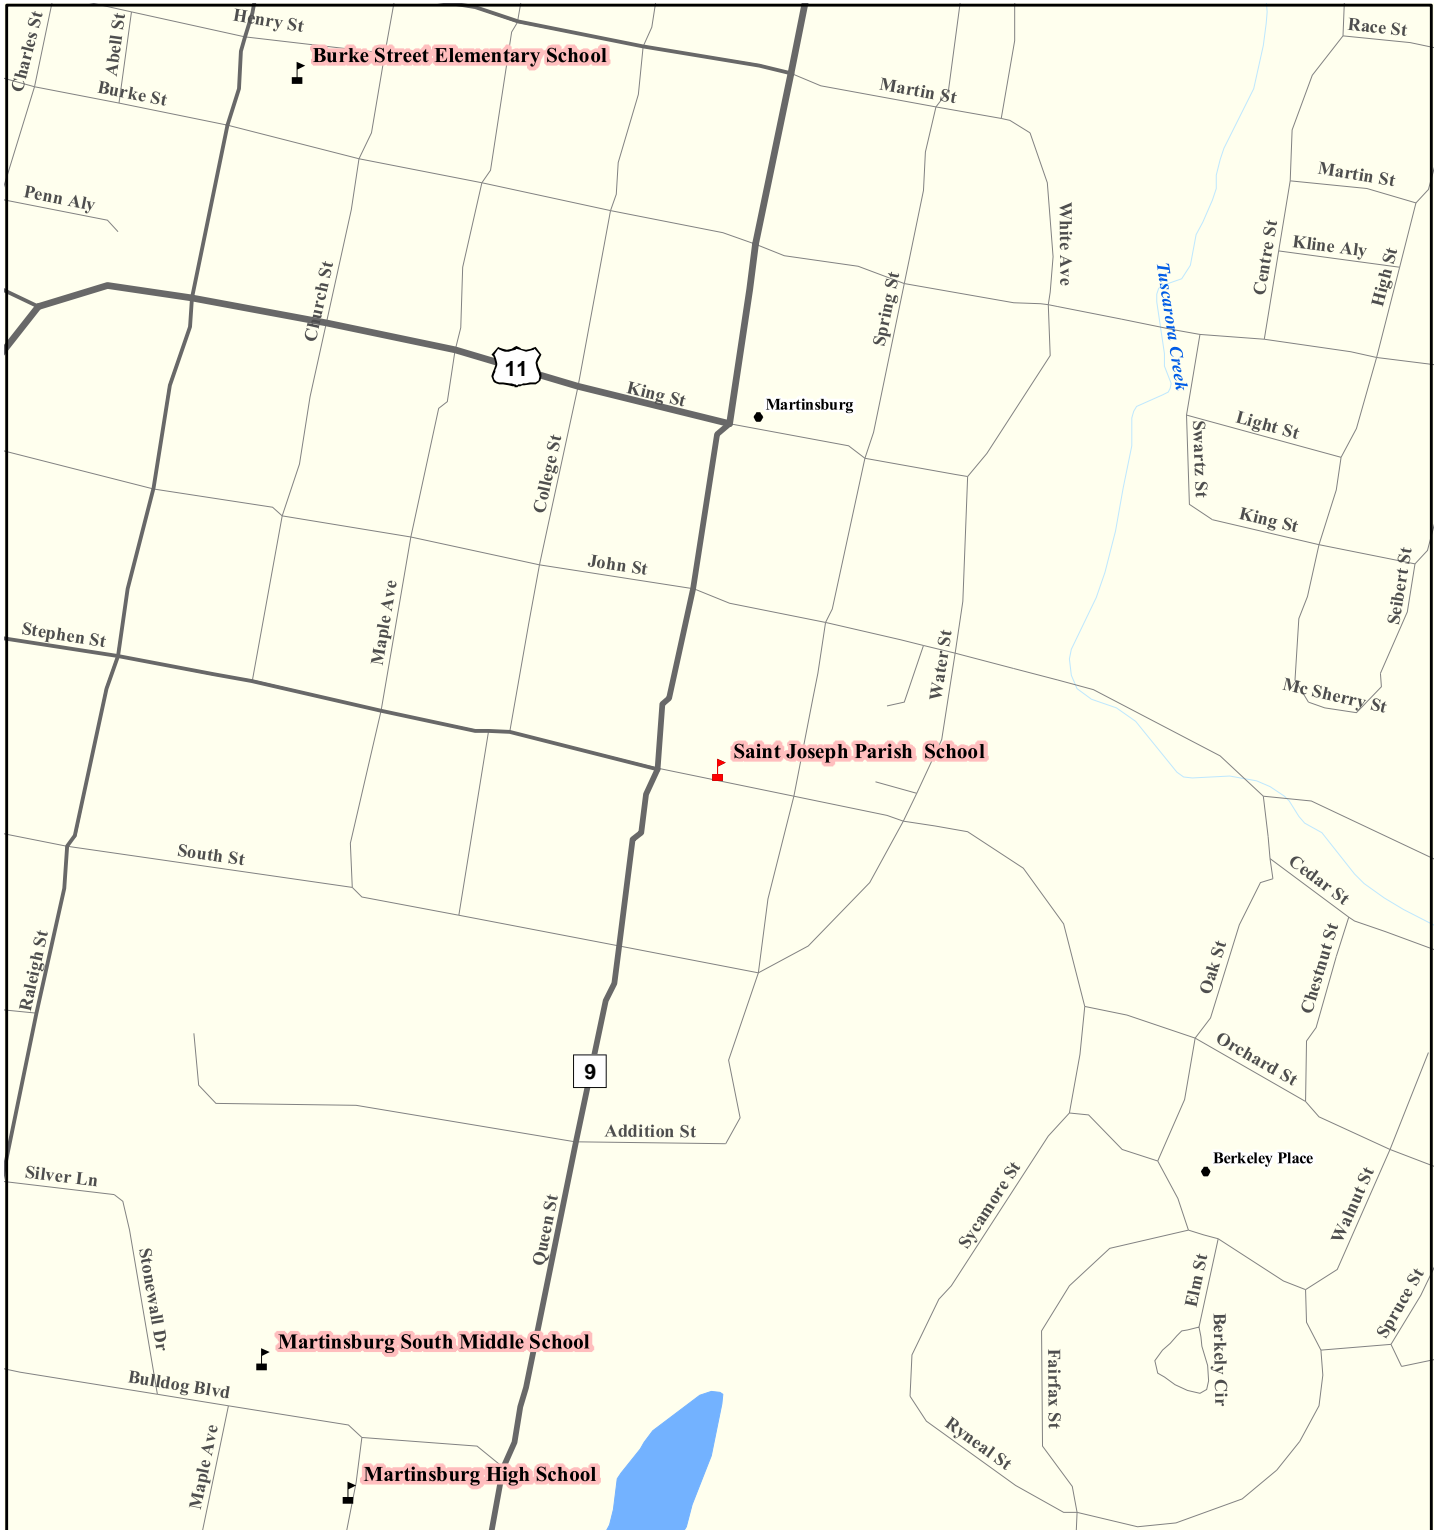 Charles St
Abell St
Henry St
Race St
Burke Street Elementary School
Burke St
Martin St
Martin St
Penn Aly
White Ave
Centre St
Kline Aly
High St
Church St
Spring St
Tuscarora Creek
11
King St
Martinsburg
Light St
Swartz St
College St
King St
John St
Seibert St
Maple Ave
Stephen St
Water St
Mc Sherry St
Saint Joseph Parish School
South St
Cedar St
Raleigh St
Oak St
Chestnut St
Orchard St
9
Addition St
Berkeley Place
Silver Ln
Sycamore St
Walnut St
Queen St
Stonewall Dr
Elm St
Spruce St
Martinsburg South Middle School
Berkely Cir
Fairfax St
Bulldog Blvd
Ryneal St
Maple Ave
Martinsburg High School